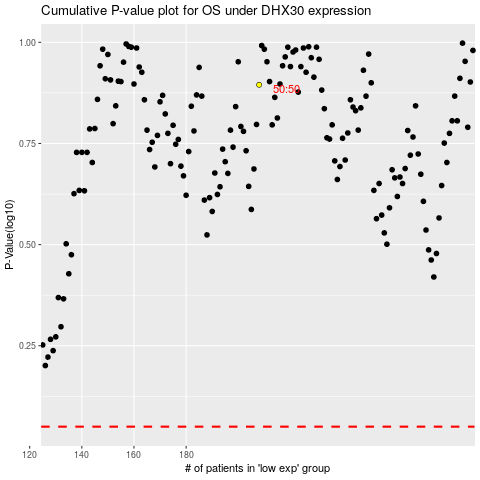 Cumulative P-value plot for OS under DHX30 expression
1.00
0.75
0.50
0.25
P-Value(log10)
50:50
120 140 160 180
# of patients in 'low exp' group